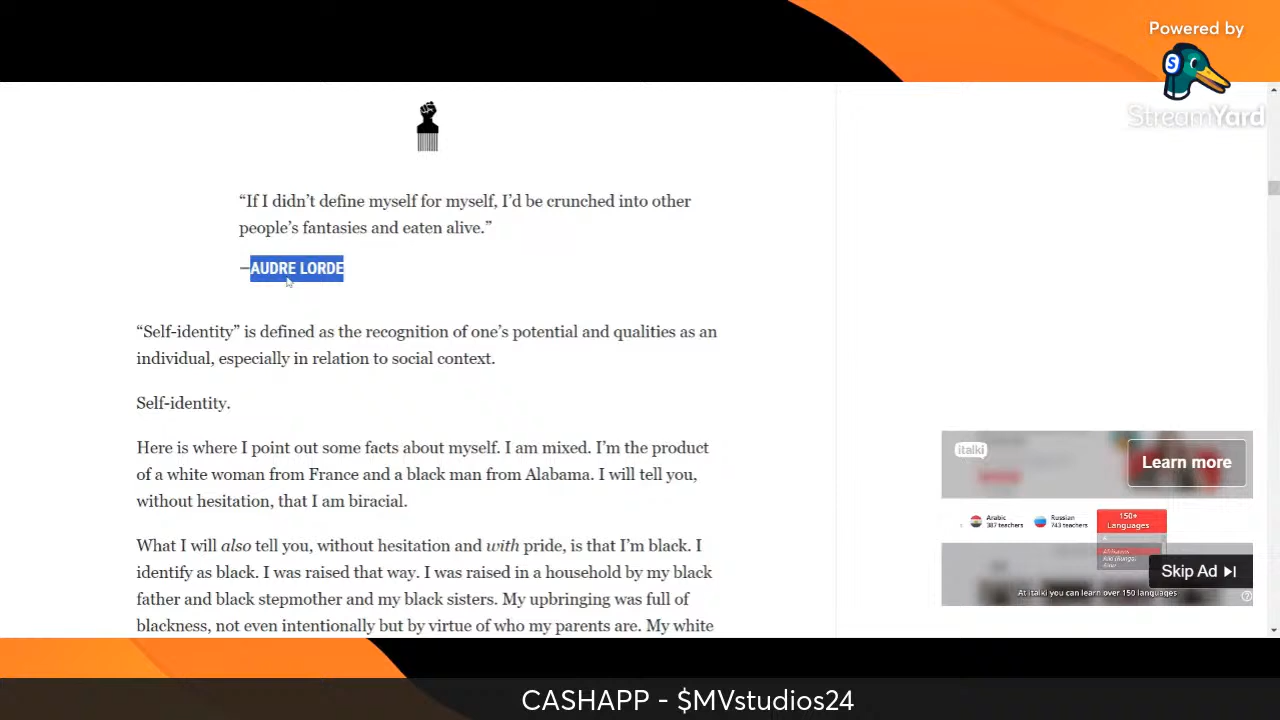 Powered by
S
StreamYard
“If I didn’t define myself for myself, I’d be crunched into other
people’s fantasies and eaten alive.”
—AUDRE LORDE
“Self-identity” is defined as the recognition of one’s potential and qualities as an
individual, especially in relation to social context.
Self-identity.
Here is where I point out some facts about myself. I am mixed. I’m the product
of a white woman from France and a black man from Alabama. I will tell you,
without hesitation, that I am biracial.
What I will also tell you, without hesitation and with pride, is that I’m black. I
identify as black. I was raised that way. I was raised in a household by my black
father and black stepmother and my black sisters. My upbringing was full of
blackness, not even intentionally but by virtue of who my parents are. My white
italki
Learn more
Arabic
387 teachers
Russian
743 teachers
150+
Languages
Skip Ad
At italki you can learn over 150 languages
CASHAPP - $MVstudios24